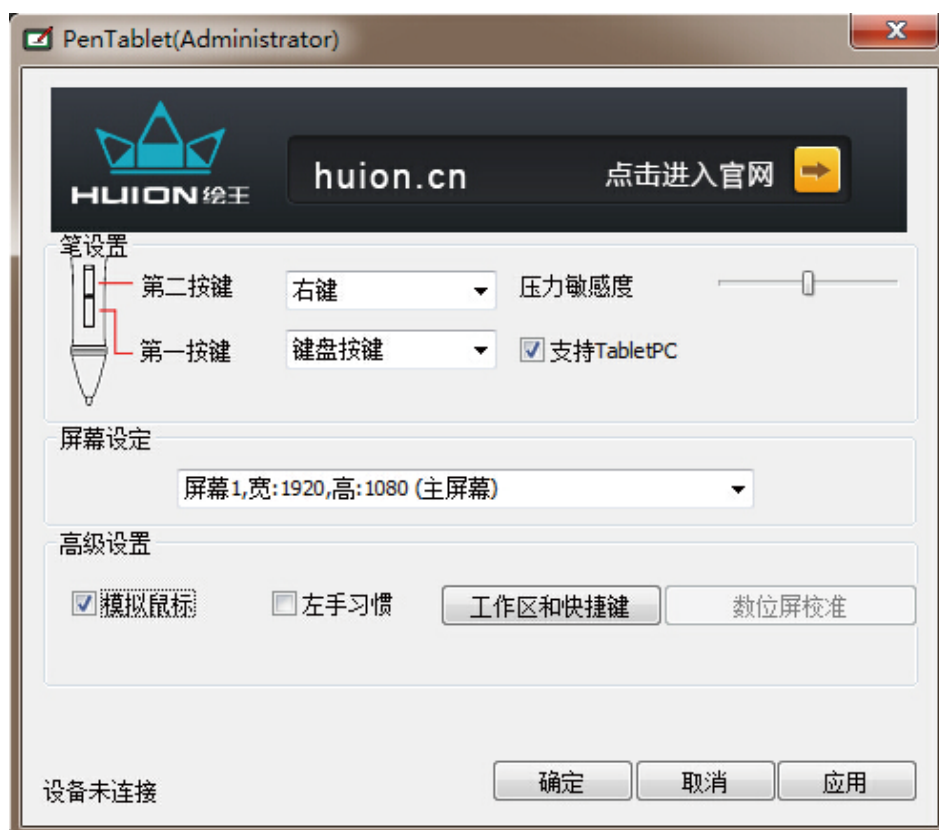 PenTablet(Administrator)
HUION绘王
huion.cn 点击进入官网
笔设置
第二按键 右键 压力敏感度
第一按键 键盘按键 支持TabletPC
屏幕设定
屏幕1,宽:1920,高:1080 (主屏幕)
高级设置
模拟鼠标 左手习惯 工作区和快捷键 数位屏校准
设备未连接 确定 取消 应用